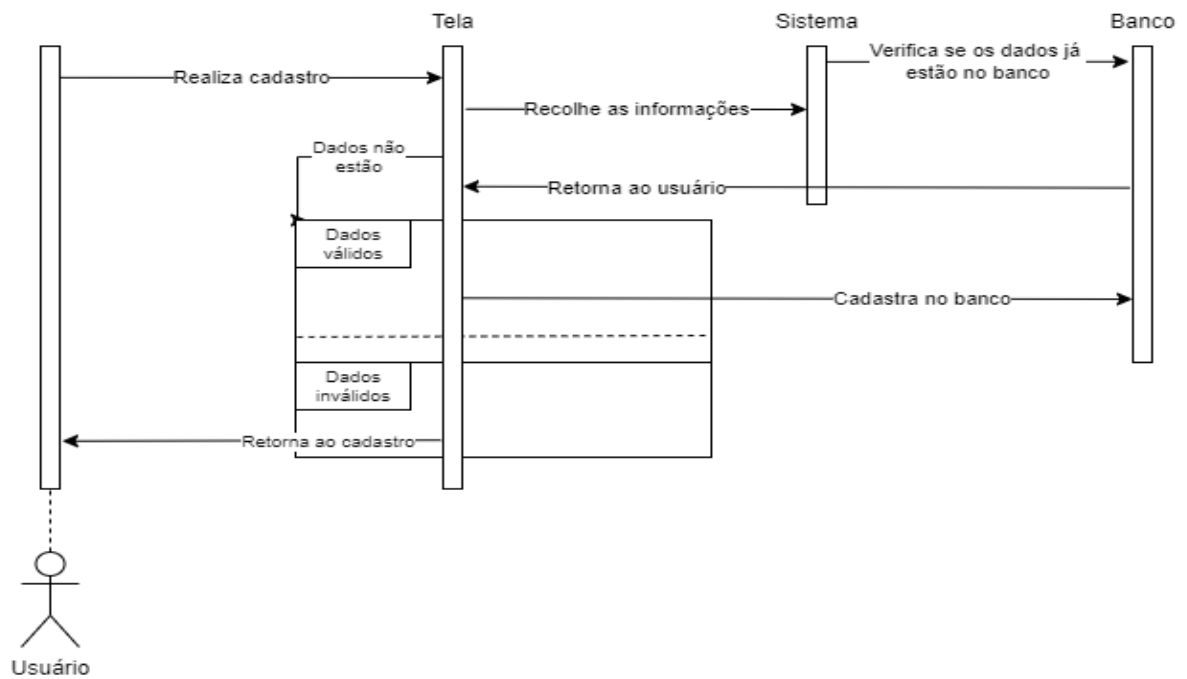 Tela
Sistema
Banco
Verifica se os dados já
estão no banco
Realiza cadastro
Recolhe as informações
Dados não
estão
Retorna ao usuário
Dados
válidos
Cadastra no banco
Dados
inválidos
Retorna ao cadastro
Usuário